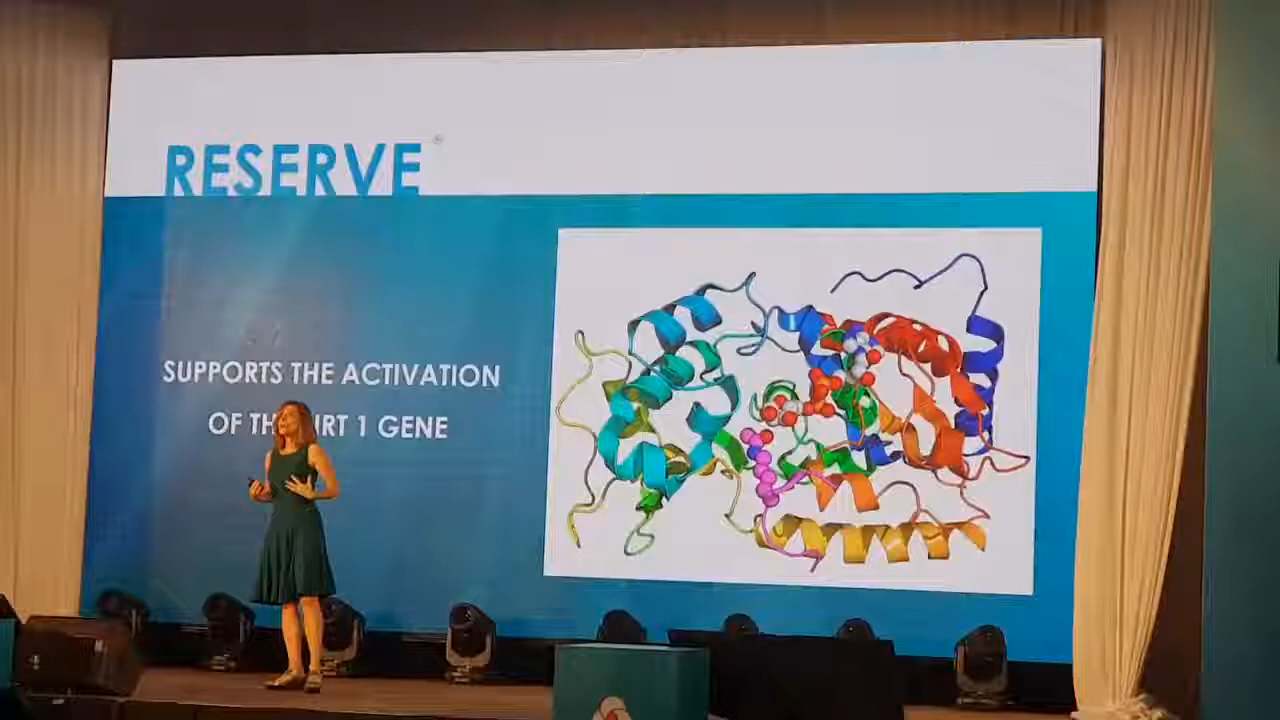 RESERVE
SUPPORTS THE ACTIVATION
OF TH IRT 1 GENE